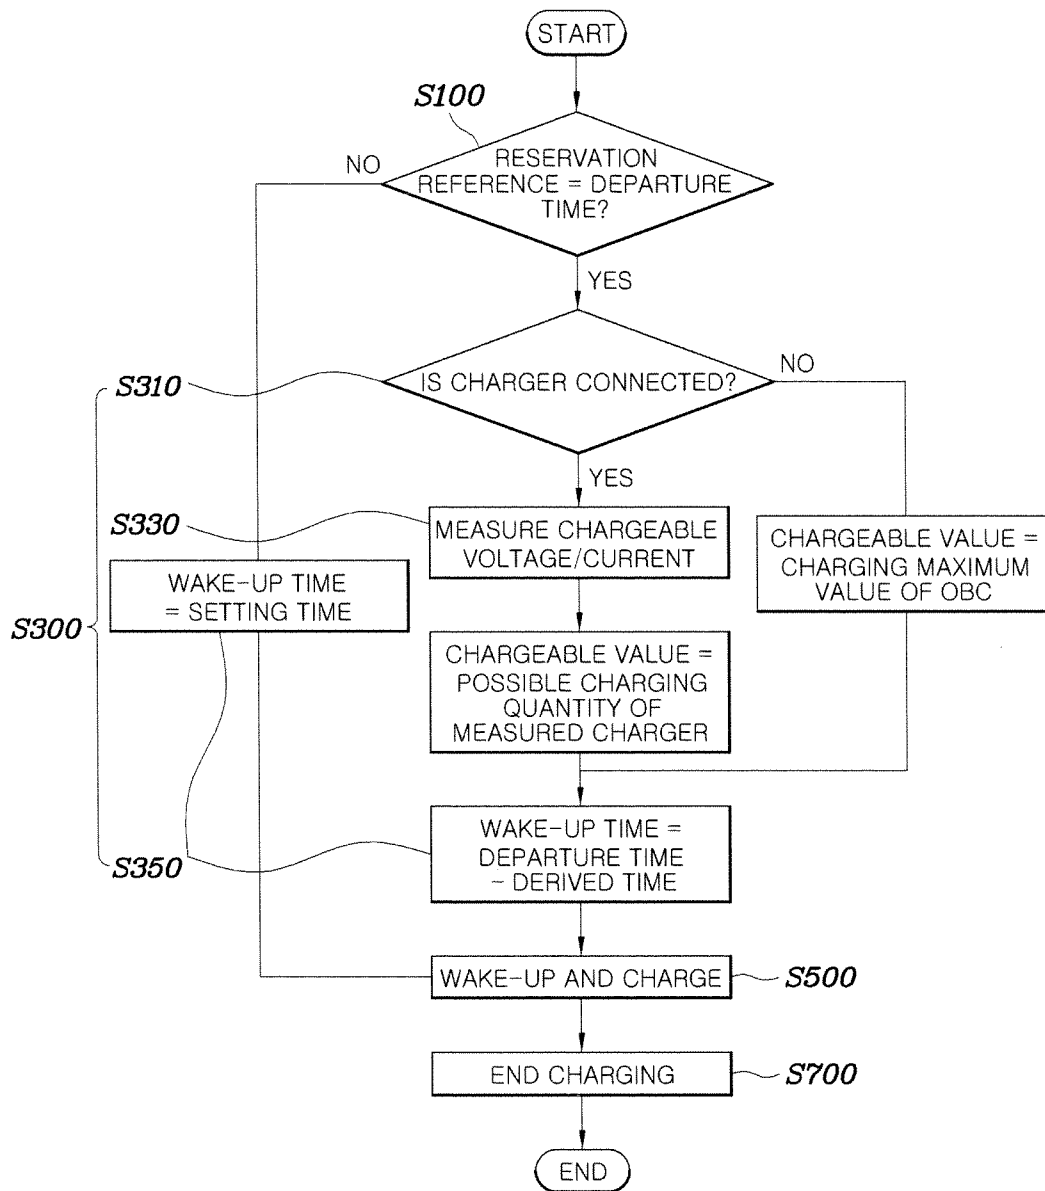 START
S100
NO
RESERVATION
REFERENCE = DEPARTURE
TIME?
YES
S310
IS CHARGER CONNECTED?
NO
YES
S330
MEASURE CHARGEABLE
VOLTAGE/CURRENT
CHARGEABLE VALUE =
CHARGING MAXIMUM
VALUE OF OBC
WAKE-UP TIME
= SETTING TIME
S300
CHARGEABLE VALUE =
POSSIBLE CHARGING
QUANTITY OF
MEASURED CHARGER
S350
WAKE-UP TIME =
DEPARTURE TIME
- DERIVED TIME
WAKE-UP AND CHARGE
S500
END CHARGING
S700
END